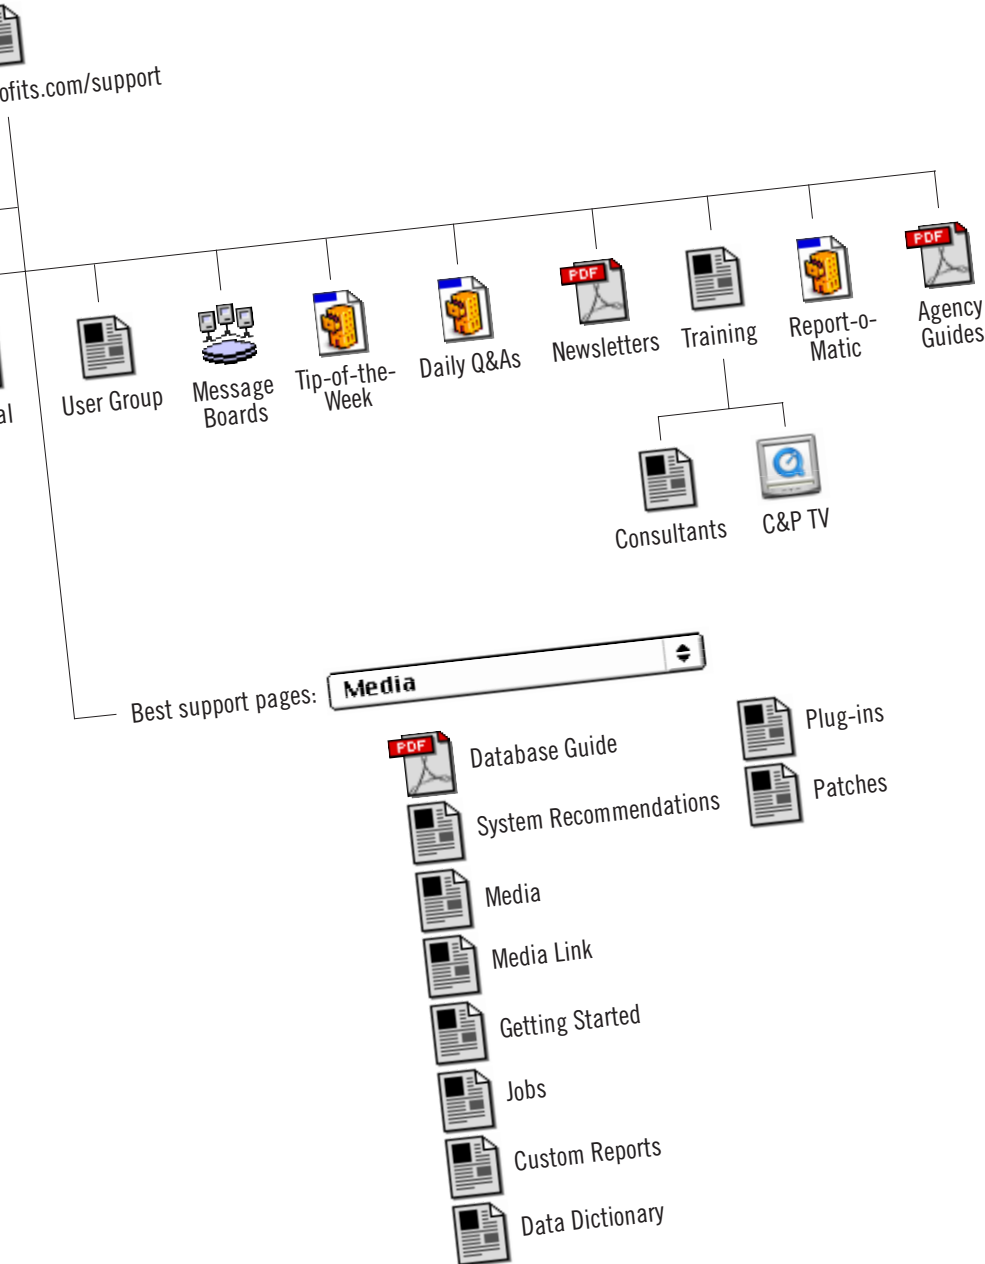 ofits.com/support
al
User Group
Message
Boards
Tip-of-the-
Week
Daily Q&As
PDF
Newsletters
Training
Report-o-
Matic
PDF
Agency
Guides
Consultants
C&P TV
Best support pages:
Media
PDF
Database Guide
System Recommendations
Media
Media Link
Getting Started
Jobs
Custom Reports
Data Dictionary
Plug-ins
Patches